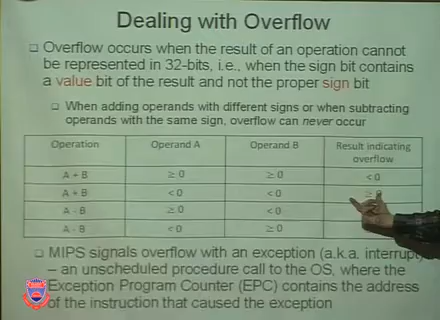 Dealing with Overflow
Overflow occurs when the result of an operation cannot
be represented in 32-bits, i.e., when the sign bit contains
a value bit of the result and not the proper sign bit
When adding operands with different signs or when subtracting
operands with the same sign, overflow can never occur
Operation Operand A Operand B Result indicating
overflow
A + B ≥ 0 ≥ 0 < 0
A + B < 0 < 0 ≥ 0
A - B ≥ 0 < 0
A - B < 0 ≥ 0
MIPS signals overflow with an exception (a.k.a. interrupt)
– an unscheduled procedure call to the OS, where the
Exception Program Counter (EPC) contains the address
of the instruction that caused the exception